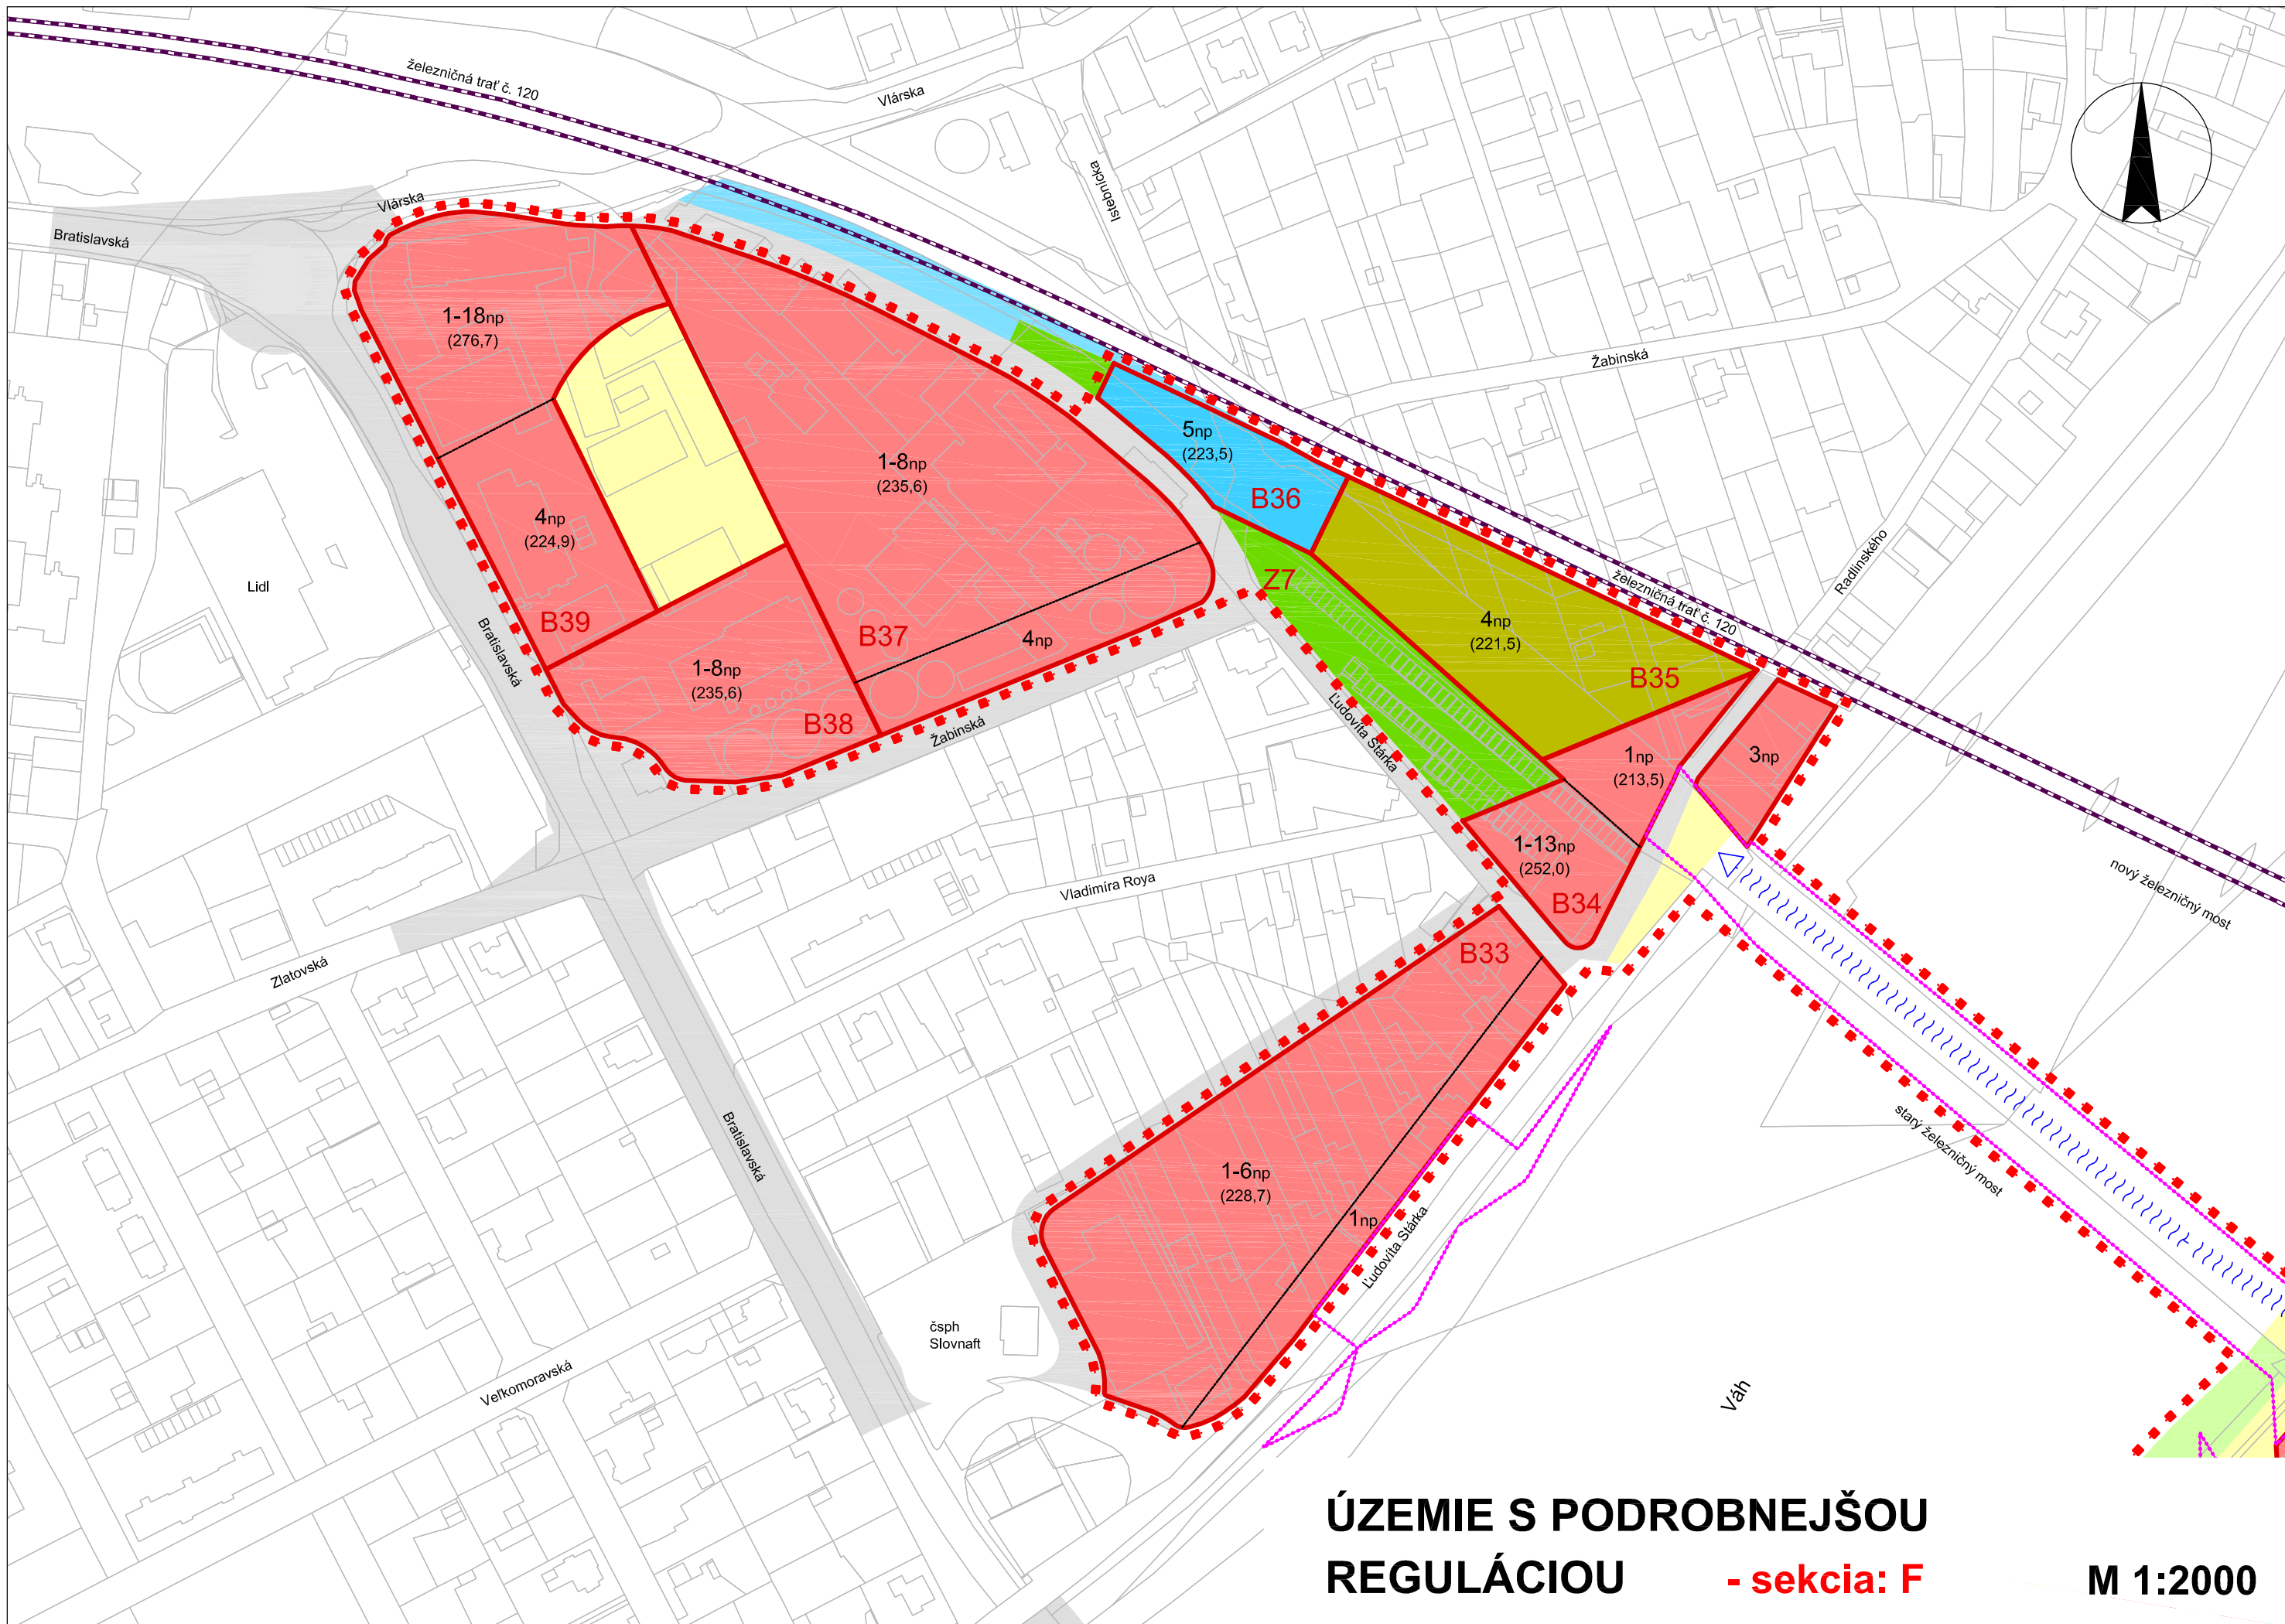 železničná trať č. 120
Vlárska
Istebnícka
Vlárska
Bratislavská
1-18np
(276,7)
Žabinská
5np
(223,5)
1-8np
(235,6)
B36
4np
(224,9)
Radlinského
Lidl
Z7
železničná trať č. 120
B39
4np
(221,5)
B37
4np
B35
Bratislavská
1-8np
(235,6)
B38
Žabinská
Ľudovíta Stárka
1np
(213,5)
3np
1-13np
(252,0)
Vladimíra Roya
B34
nový železničný most
B33
Zlatovská
Bratislavská
starý železničný most
1-6np
(228,7)
1np
Ľudovíta Stárka
čsph
Slovnaft
Veľkomoravská
Váh
ÚZEMIE S PODROBNEJŠOU
REGULÁCIOU - sekcia: F M 1:2000